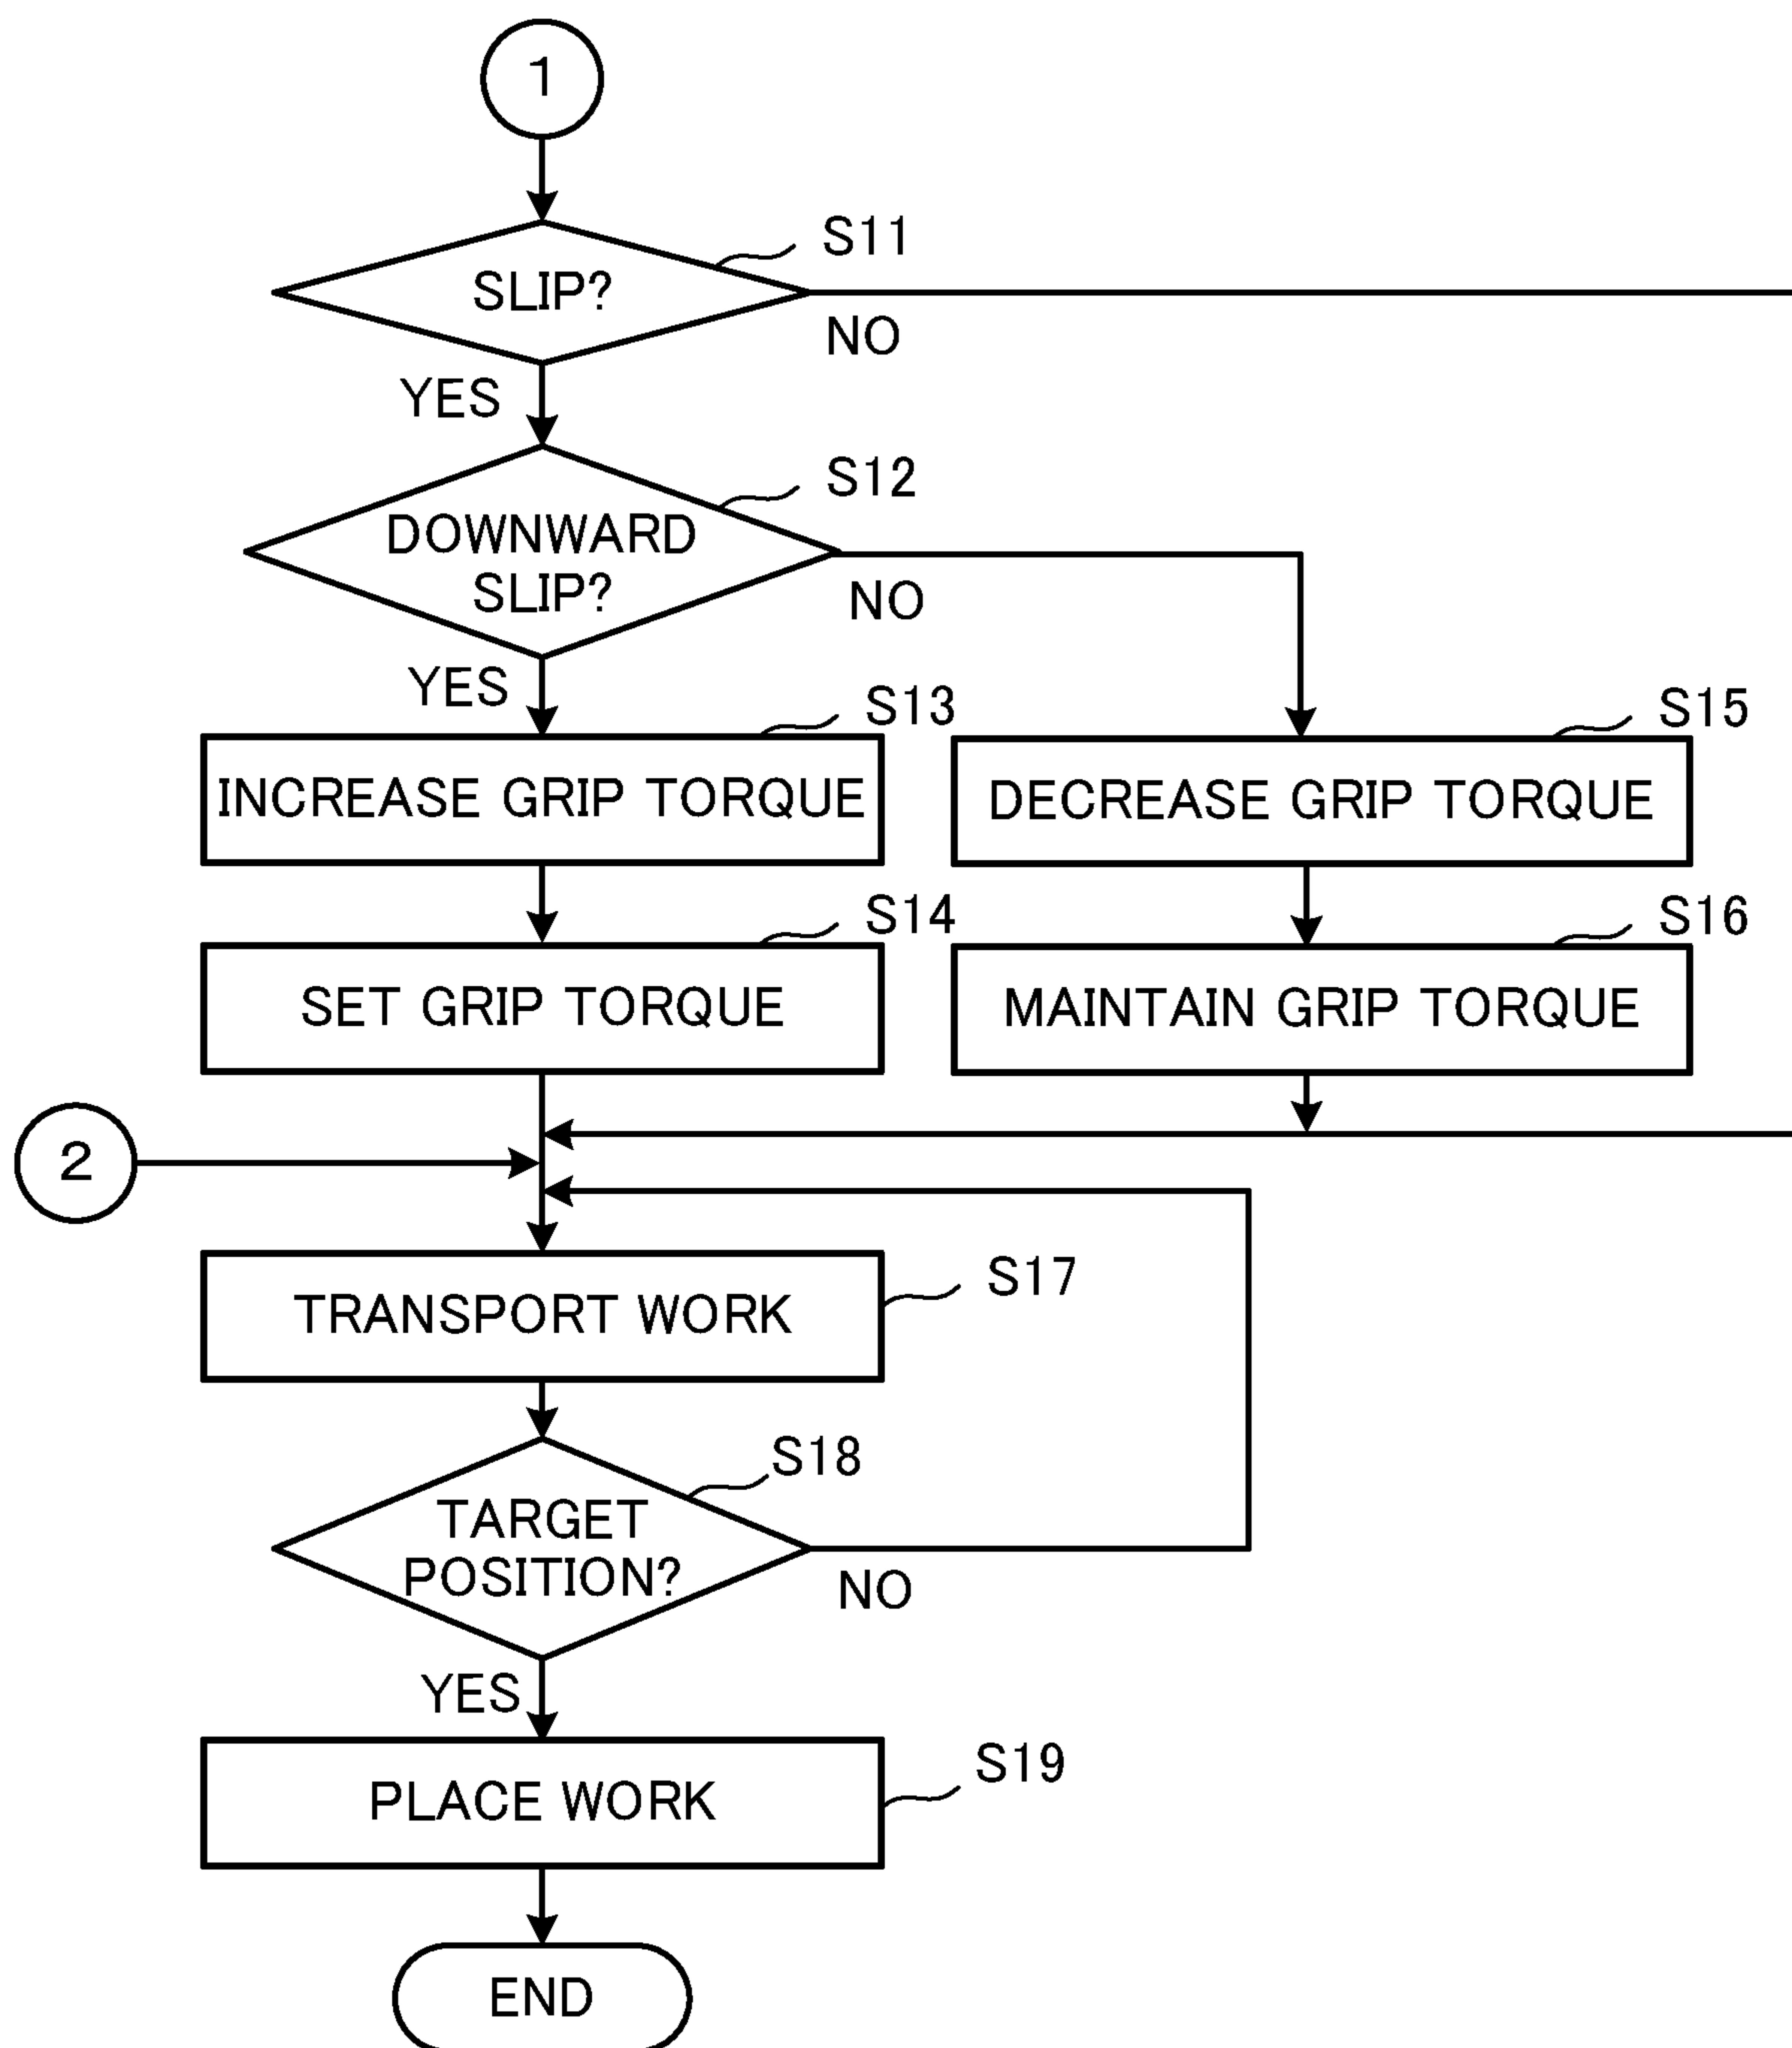 1
S11
SLIP?
NO
YES
S12
DOWNWARD
SLIP?
NO
YES
S13
INCREASE GRIP TORQUE
S15
DECREASE GRIP TORQUE
S14
SET GRIP TORQUE
S16
MAINTAIN GRIP TORQUE
2
S17
TRANSPORT WORK
S18
TARGET
POSITION?
NO
YES
S19
PLACE WORK
END